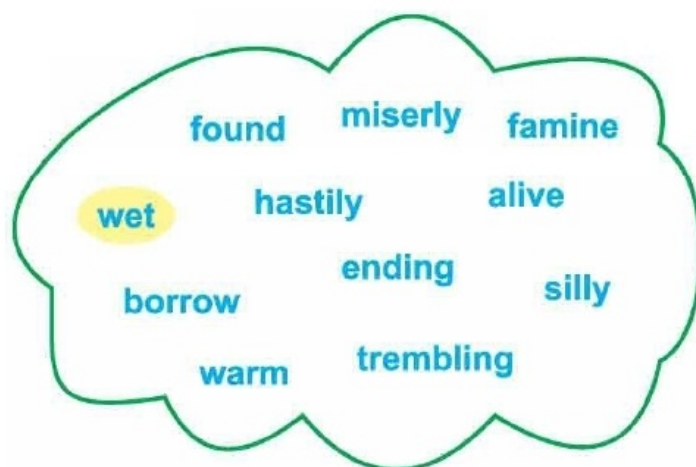 found miserly famine
wet hastily alive
ending
borrow silly
warm trembling